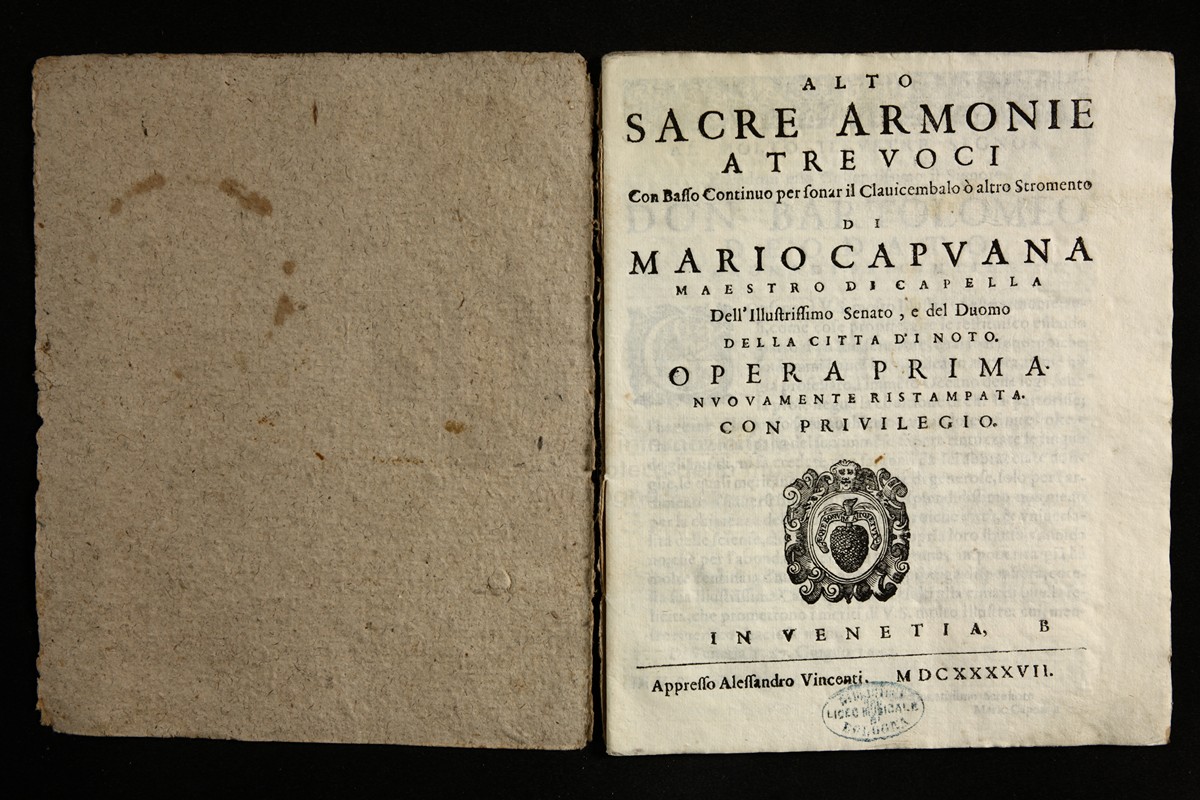 ALTO
SACRE ARMONIE
A TRE VOCI
Con Baſſo Continuo per ſonar il Clauicembalo ò altro Stromento
DI
MARIO CAPVANA
MAESTRO DI CAPELLA
Dell'Illuſtriſſimo Senato, e del Duomo
DELLA CITTA D'I NOTO.
OPERA PRIMA.
NVOVAMENTE RISTAMPATA.
CON PRIVILEGIO.
IN VENETIA, B
Appreſſo Aleſſandro Vincenti. MDCXXXXVII.
LICEO MUSICALE
DI
BOLOGNA